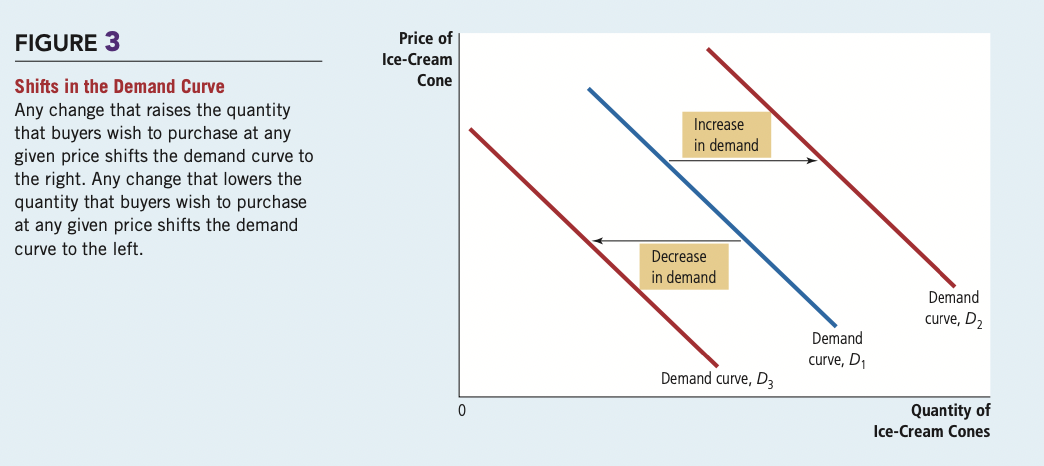 FIGURE 3
Shifts in the Demand Curve
Any change that raises the quantity
that buyers wish to purchase at any
given price shifts the demand curve to
the right. Any change that lowers the
quantity that buyers wish to purchase
at any given price shifts the demand
curve to the left.
Price of
Ice-Cream
Cone
Increase
in demand
Decrease
in demand
Demand
curve, D₂
Demand
curve, D₁
Demand curve, D₃
0
Quantity of
Ice-Cream Cones